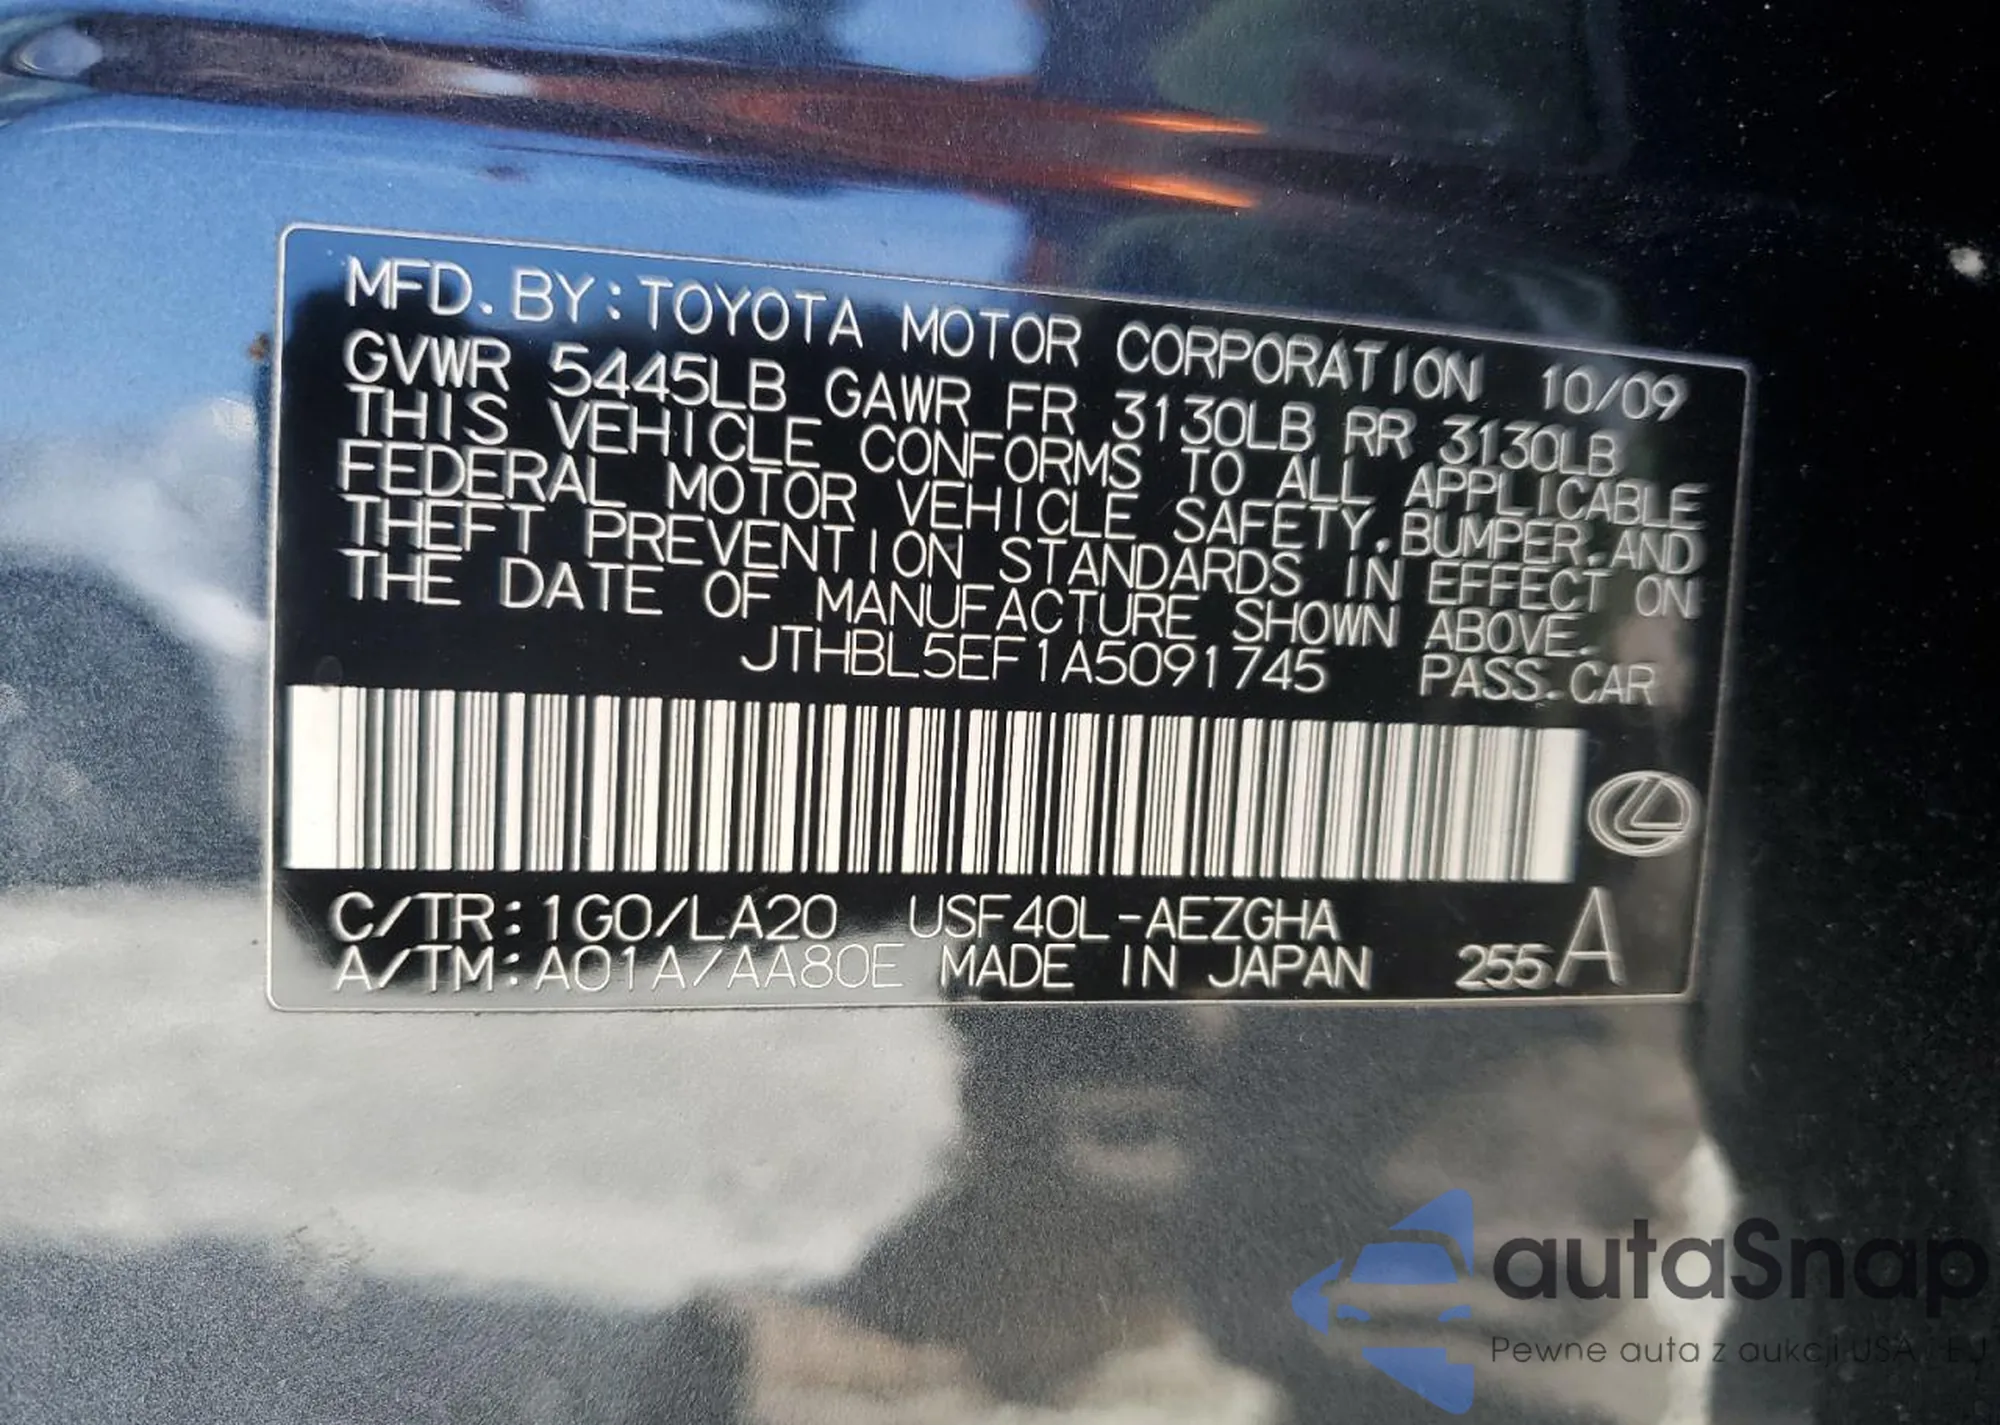 MFD. BY: TOYOTA MOTOR CORPORATION 10/09
GVWR 5445LB GAWR FR 3130LB RR 3130LB
THIS VEHICLE CONFORMS TO ALL APPLICABLE
FEDERAL MOTOR VEHICLE SAFETY, BUMPER, AND
THEFT PREVENTION STANDARDS IN EFFECT ON
THE DATE OF MANUFACTURE SHOWN ABOVE.
JTHBL5EF1A5091745 PASS. CAR
C/TR: 1G0/LA20 USF40L-AEZGHA
A/TM: A01A/AA80E MADE IN JAPAN 255 A
autaSnap
Pewne auta z aukcji USA i EU